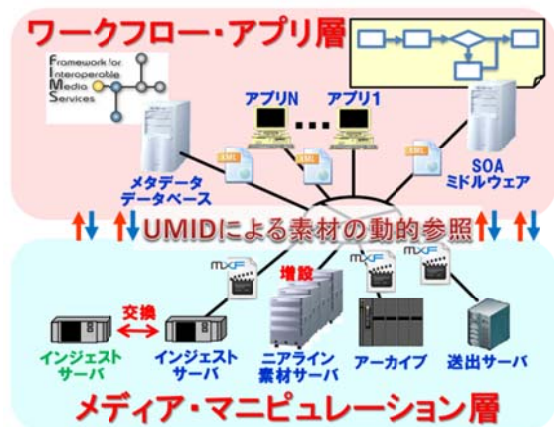 ワークフロー・アプリ層
Framework for
Interoperable
Media
Services
アプリN
アプリ1
XML
XML
XML
メタデータ
データベース
SOA
ミドルウェア
UMIDによる素材の動的参照
MXF
MXF
MXF
増設
交換
インジェスト
サーバ
インジェスト
サーバ
ニアライン
素材サーバ
アーカイブ
送出サーバ
メディア・マニピュレーション層